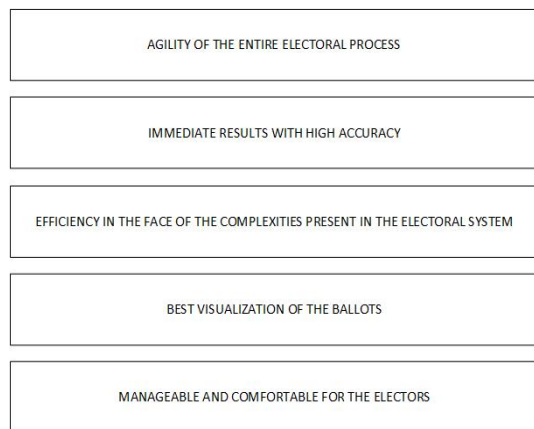 AGILITY OF THE ENTIRE ELECTORAL PROCESS
IMMEDIATE RESULTS WITH HIGH ACCURACY
EFFICIENCY IN THE FACE OF THE COMPLEXITIES PRESENT IN THE ELECTORAL SYSTEM
BEST VISUALIZATION OF THE BALLOTS
MANAGEABLE AND COMFORTABLE FOR THE ELECTORS